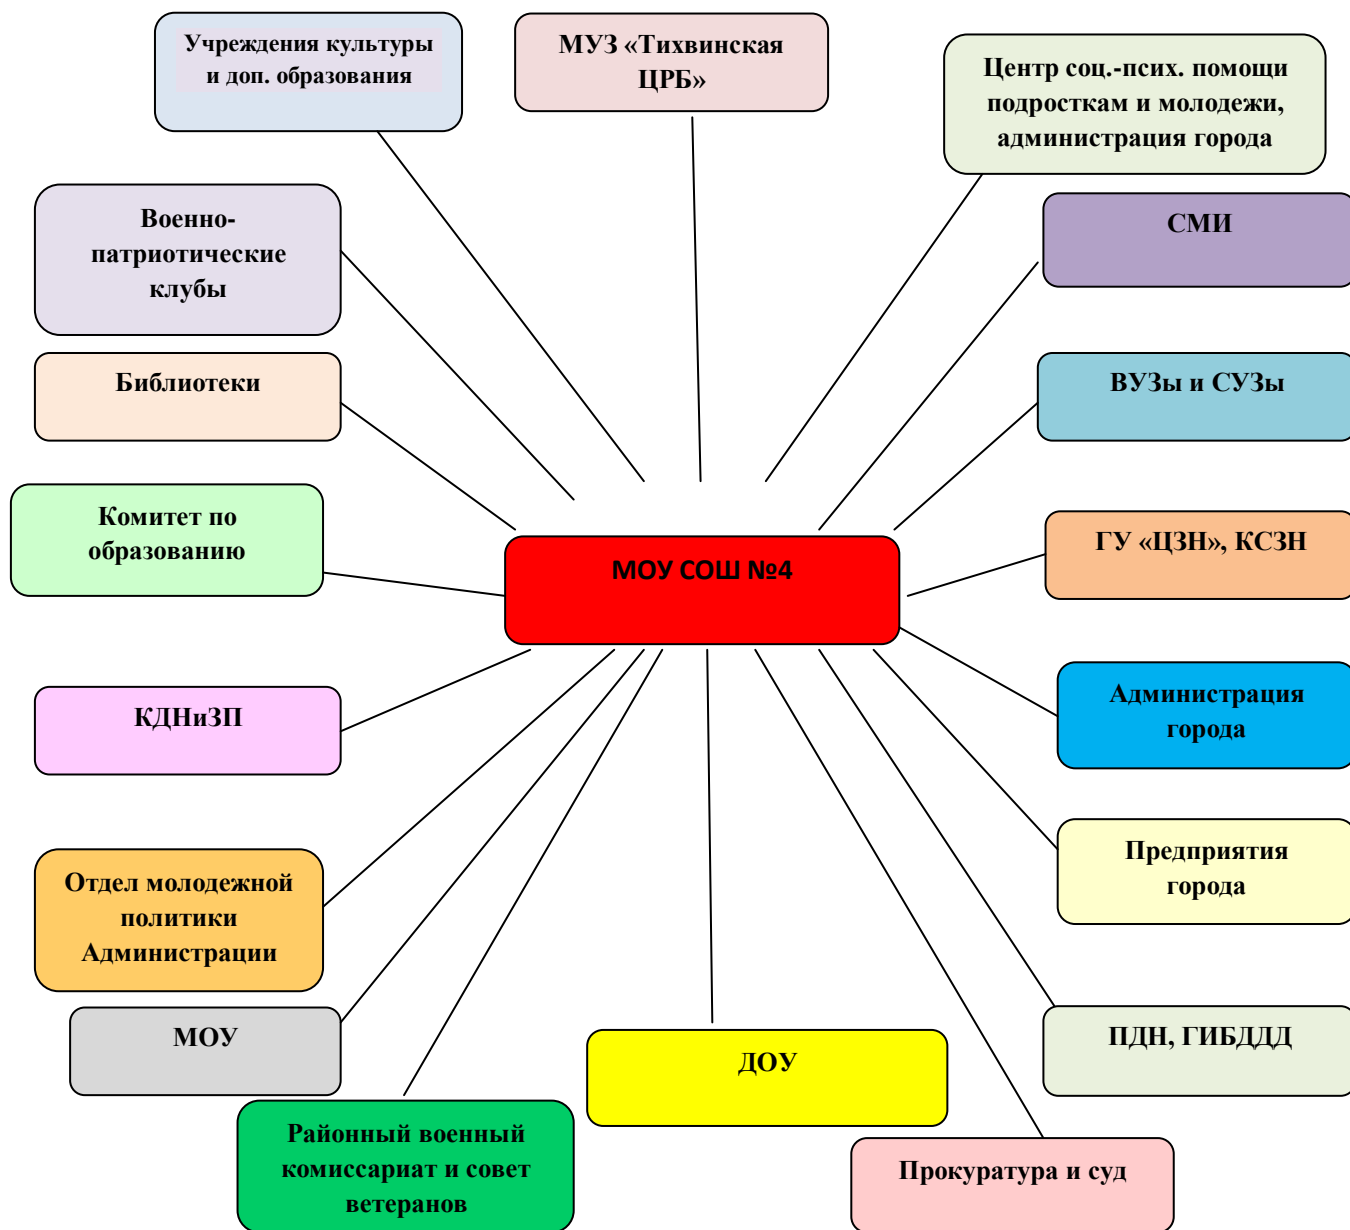 Учреждения культуры
и доп. образования
МУЗ «Тихвинская
ЦРБ»
Центр соц.-псих. помощи
подросткам и молодежи,
администрация города
Военно-
патриотические
клубы
СМИ
Библиотеки
ВУЗы и СУЗы
Комитет по
образованию
ГУ «ЦЗН», КСЗН
МОУ СОШ №4
КДНиЗП
Администрация
города
Отдел молодежной
политики
Администрации
Предприятия
города
МОУ
ДОУ
ПДН, ГИБДДД
Районный военный
комиссариат и совет
ветеранов
Прокуратура и суд